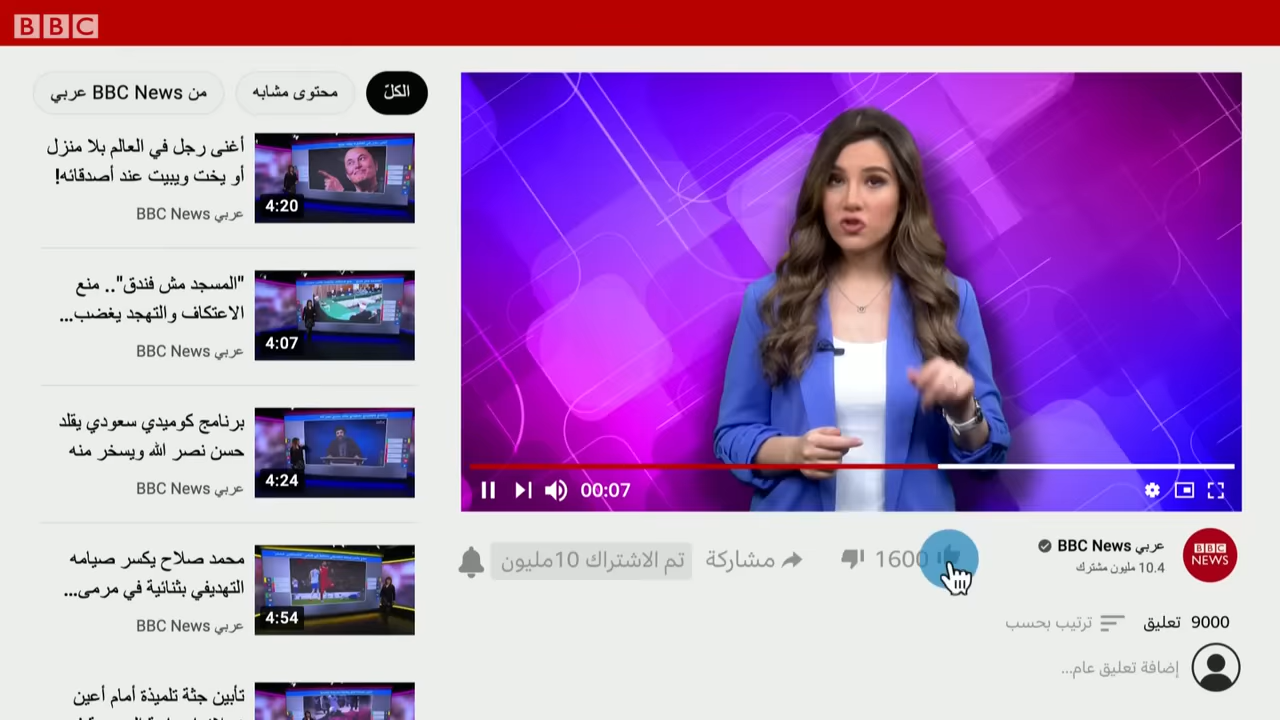 BBC
الكلّ
محتوى مشابه
من BBC News عربي
أغنى رجل في العالم بلا منزل
أو يخت ويبيت عند أصدقائه!
عربي BBC News
4:20
"المسجد مش فندق".. منع
الاعتكاف والتهجد يغضب...
عربي BBC News
4:07
برنامج كوميدي سعودي يقلد
حسن نصر الله ويسخر منه
عربي BBC News
4:24
محمد صلاح يكسر صيامه
التهديفي بثنائية في مرمى...
عربي BBC News
4:54
تأبين جثة تلميذة أمام أعين
00:07
BBC
NEWS
عربي BBC News
10.4 مليون مشترك
1600
مشاركة
تم الاشتراك 10مليون
9000 تعليق
ترتيب بحسب
إضافة تعليق عام...